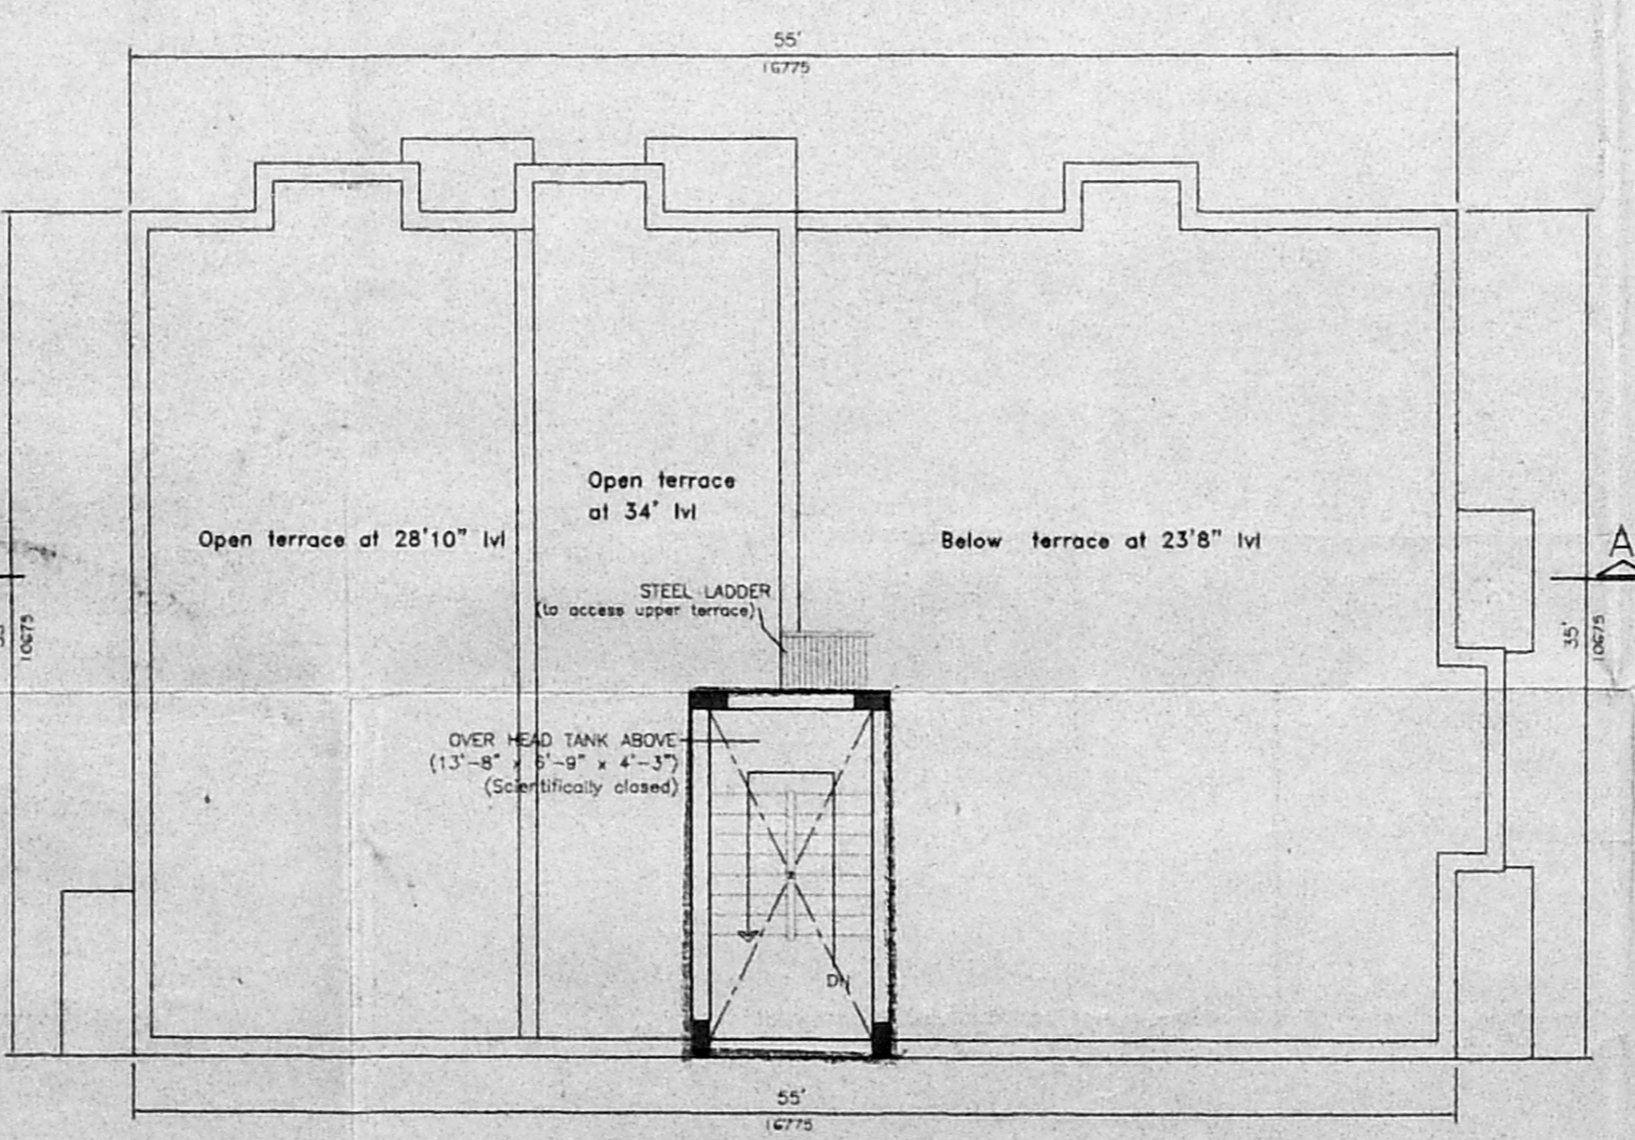 55'
16775
Open terrace
at 34' lvl
Open terrace at 28'10" lvl
Below terrace at 23'8" lvl
A
STEEL LADDER
(to access upper terrace)
10675
35'
10675
OVER HEAD TANK ABOVE
(13'-8" x 6'-9" x 4'-3")
(Scientifically closed)
DN
55'
16775